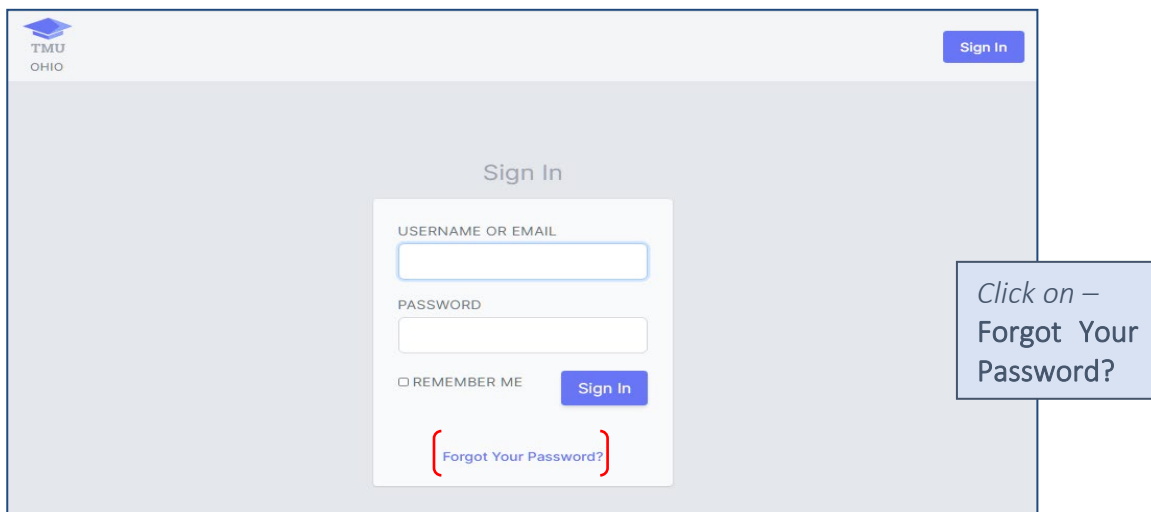 TMU
OHIO
Sign In
Sign In
USERNAME OR EMAIL
PASSWORD
REMEMBER ME
Sign In
Forgot Your Password?
Click on –
Forgot Your
Password?